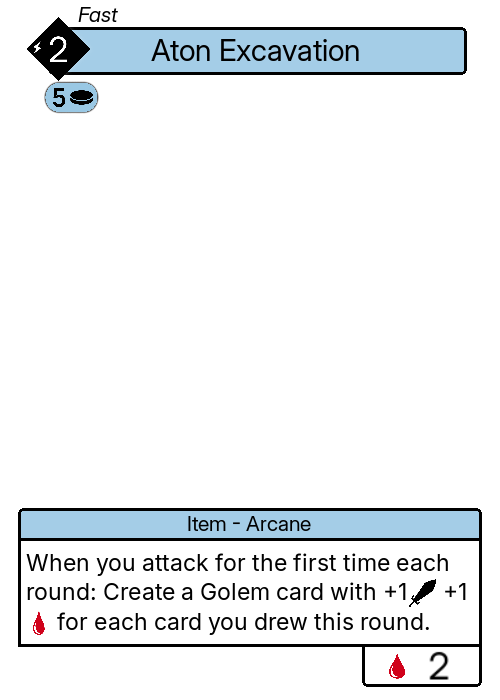 Fast
2
Aton Excavation
5
Item - Arcane
When you attack for the first time each
round: Create a Golem card with +1 +1
for each card you drew this round.
2